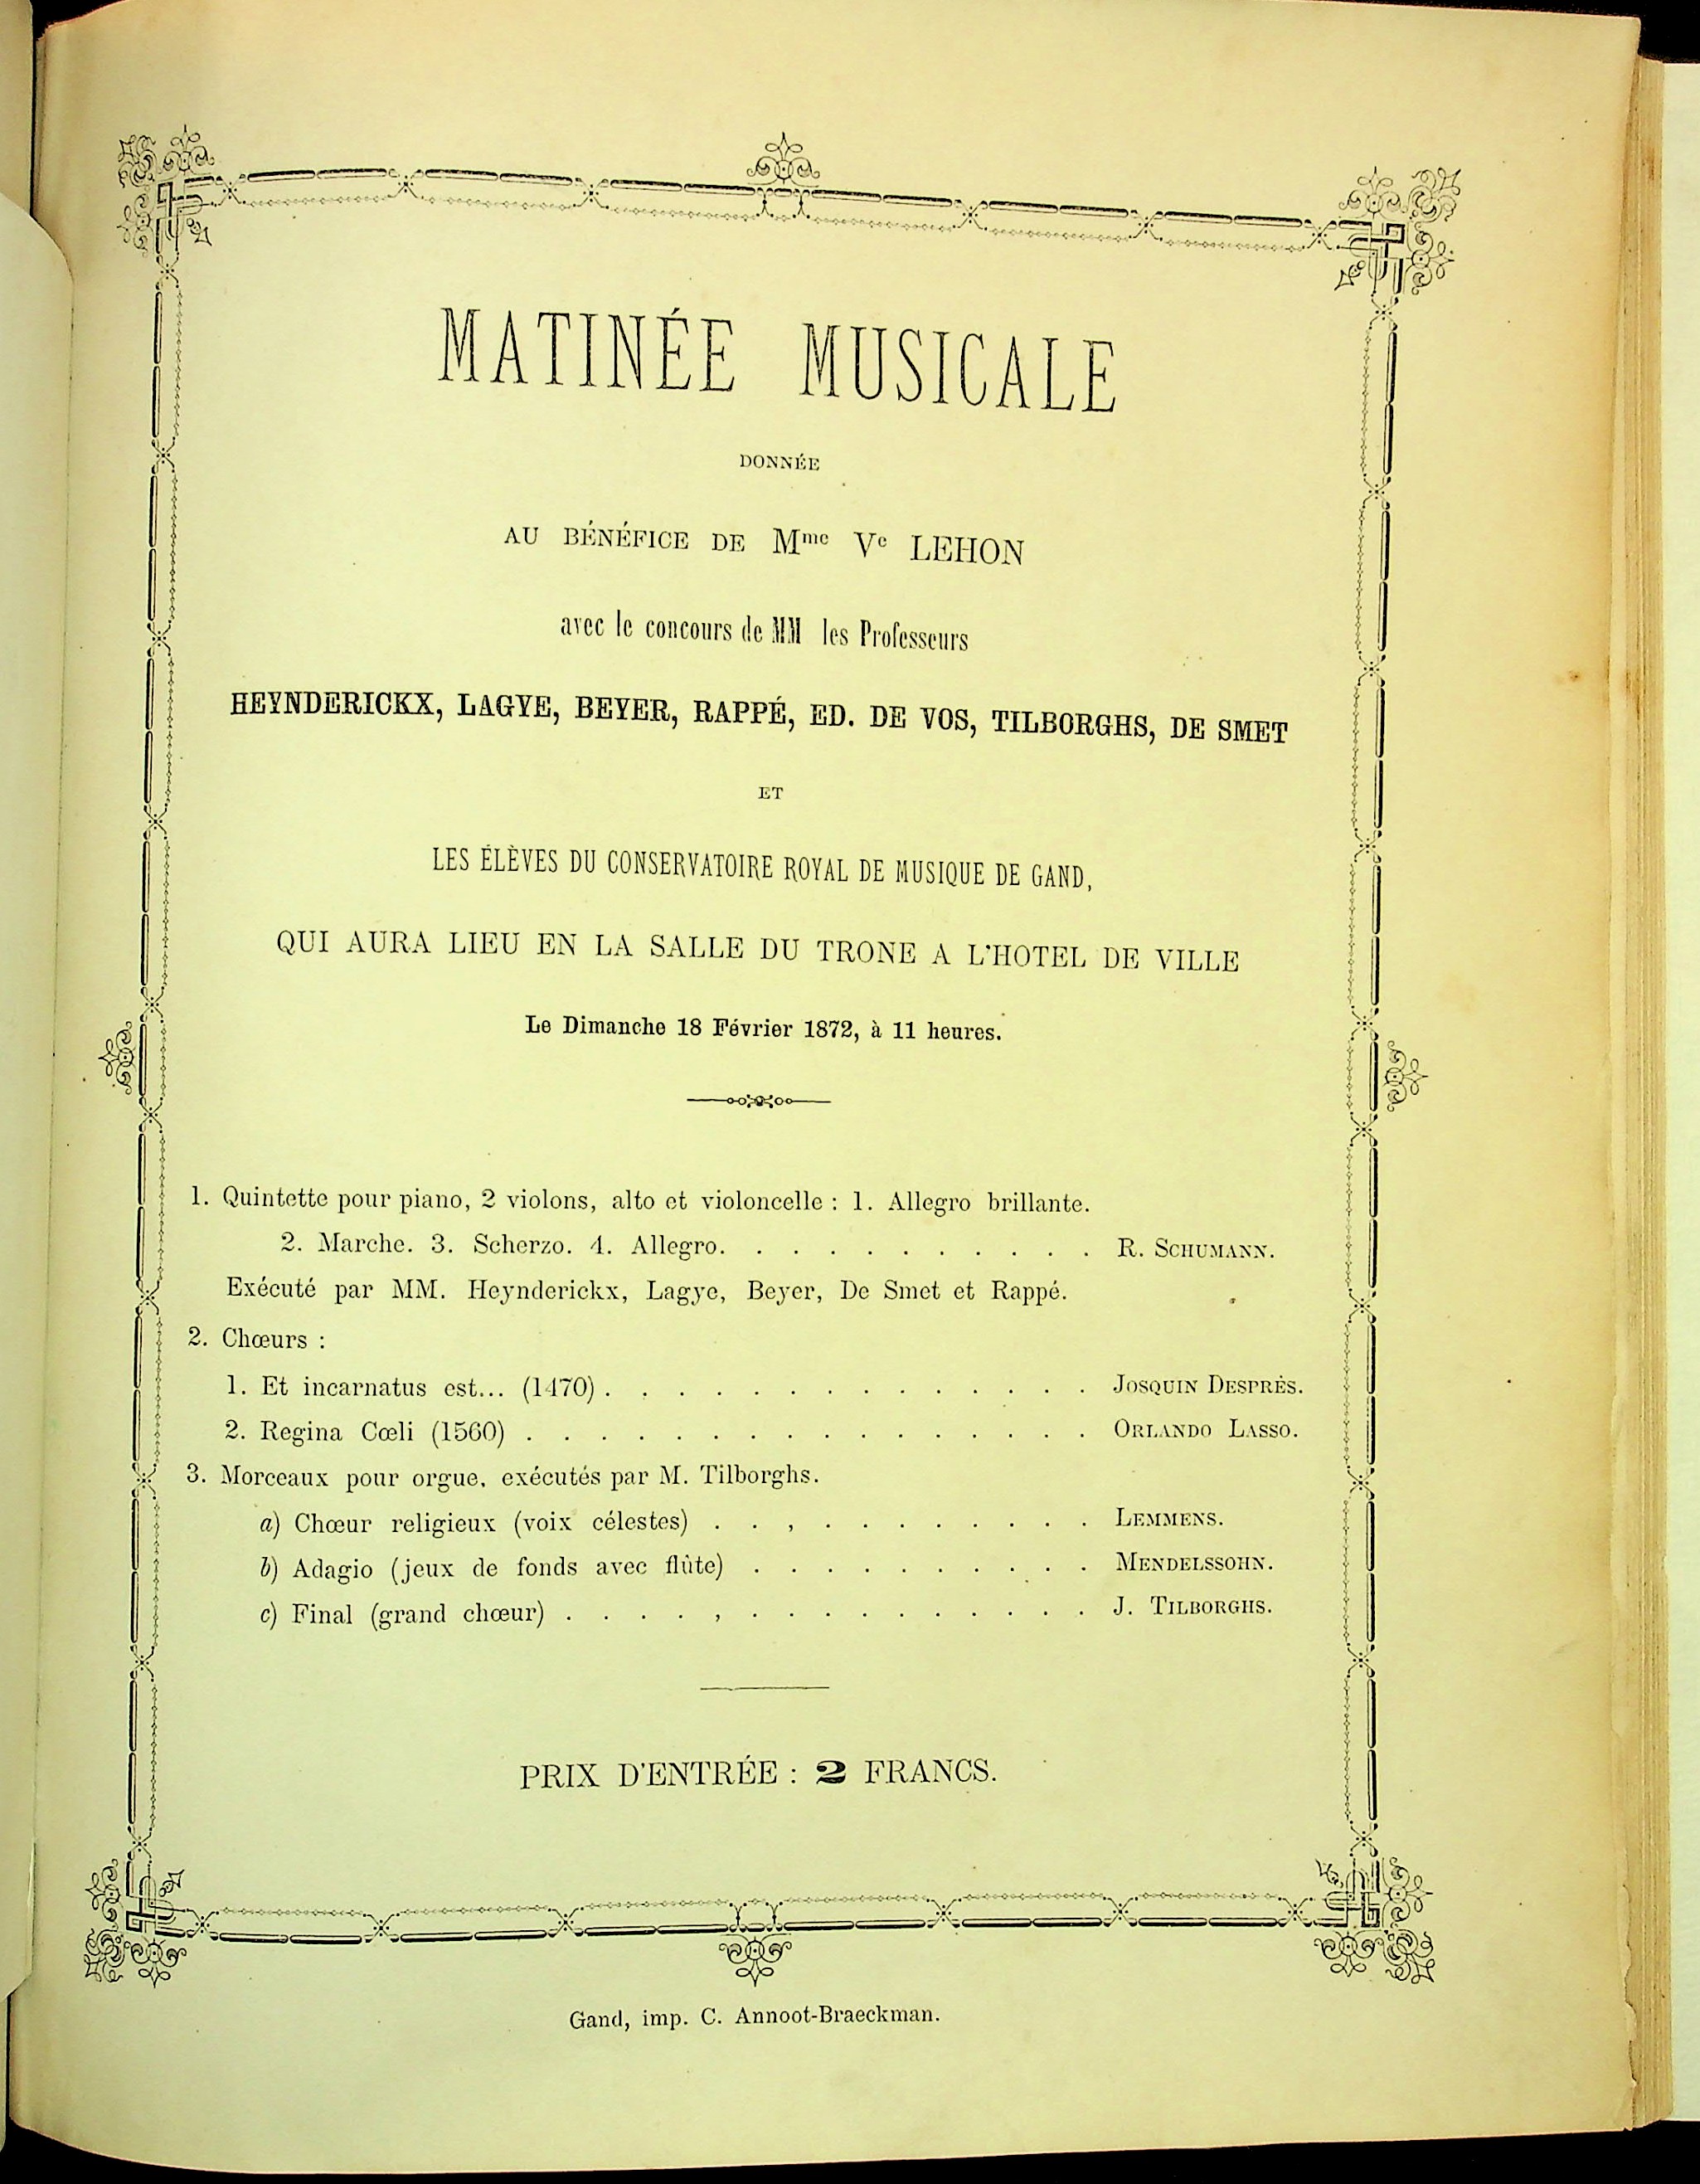 MATINÉE MUSICALE
DONNÉE
AU BÉNÉFICE DE Mme Ve LEHON
avec le concours de MM les Professeurs
HEYNDERICKX, LAGYE, BEYER, RAPPÉ, ED. DE VOS, TILBORGHS, DE SMET
ET
LES ÉLÈVES DU CONSERVATOIRE ROYAL DE MUSIQUE DE GAND,
QUI AURA LIEU EN LA SALLE DU TRONE A L'HOTEL DE VILLE
Le Dimanche 18 Février 1872, à 11 heures.
1. Quintette pour piano, 2 violons, alto et violoncelle : 1. Allegro brillante.
2. Marche. 3. Scherzo. 4. Allegro. . . . . . . . . . . R. SCHUMANN.
Exécuté par MM. Heynderickx, Lagye, Beyer, De Smet et Rappé.
2. Chœurs :
1. Et incarnatus est... (1470) . . . . . . . . . . . . . . JOSQUIN DESPRÉS.
2. Regina Cœli (1560) . . . . . . . . . . . . . . . . ORLANDO LASSO.
3. Morceaux pour orgue, exécutés par M. Tilborghs.
a) Chœur religieux (voix célestes) . . , . . . . . . . . LEMMENS.
b) Adagio (jeux de fonds avec flûte) . . . . . . . . . . MENDELSSOHN.
c) Final (grand chœur) . . . . , . . . . . . . . . . J. TILBORGHS.
PRIX D'ENTRÉE : 2 FRANCS.
Gand, imp. C. Annoot-Braeckman.